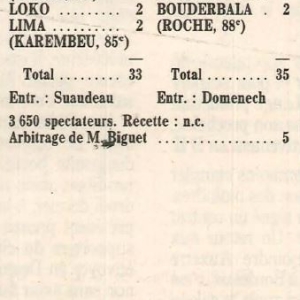 LOKO ........... 2 BOUDERBALA . 2
LIMA ............ 2 (ROCHE, 88e)
(KAREMBEU, 85e)
Total ......... 33 Total ......... 35
Entr. : Suaudeau Entr. : Domenech
3 650 spectateurs. Recette : n.c.
Arbitrage de M. Biguet .................. 5